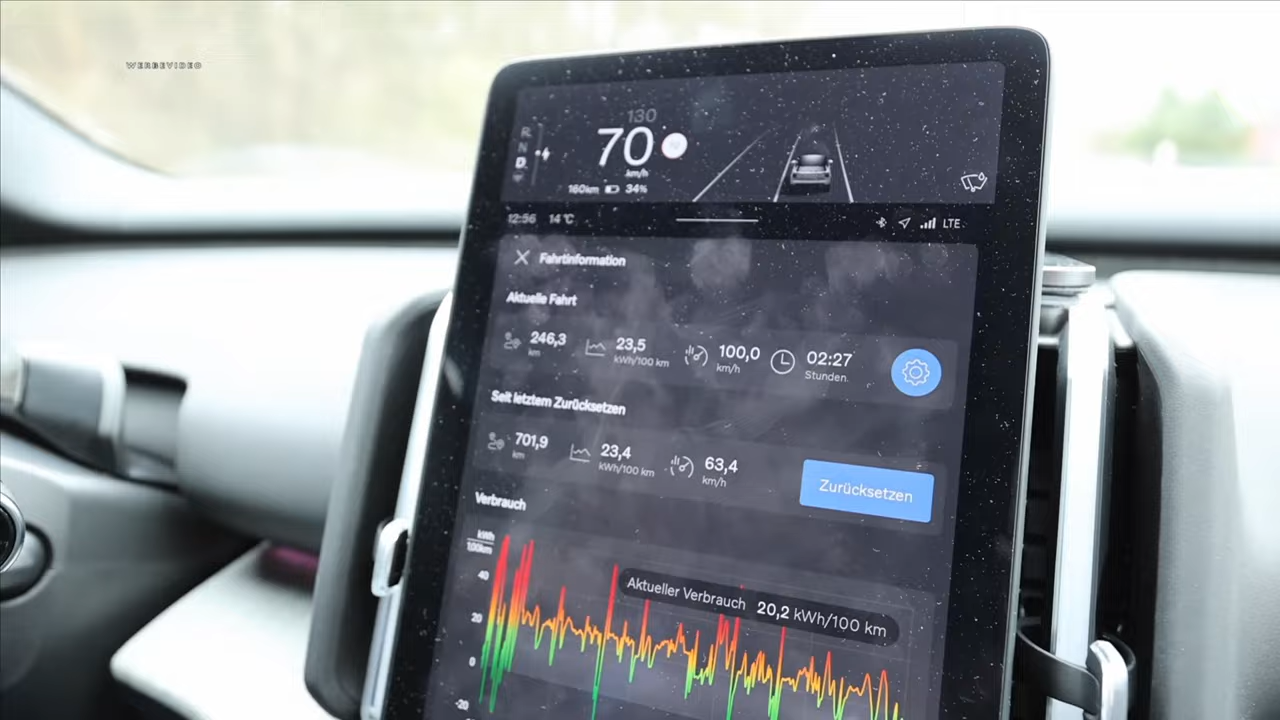 WERBEVIDEO
130
R
N
D
70
km/h
160km 34%
12:56 14°C
LTE
Fahrtinformation
Aktuelle Fahrt
246,3 km
23,5 kWh/100 km
100,0 km/h
02:27 Stunden.
Seit letztem Zurücksetzen
701,9 km
23,4 kWh/100 km
63,4 km/h
Zurücksetzen
Verbrauch
kWh
100km
Aktueller Verbrauch 20,2 kWh/100 km
40
20
0
-20